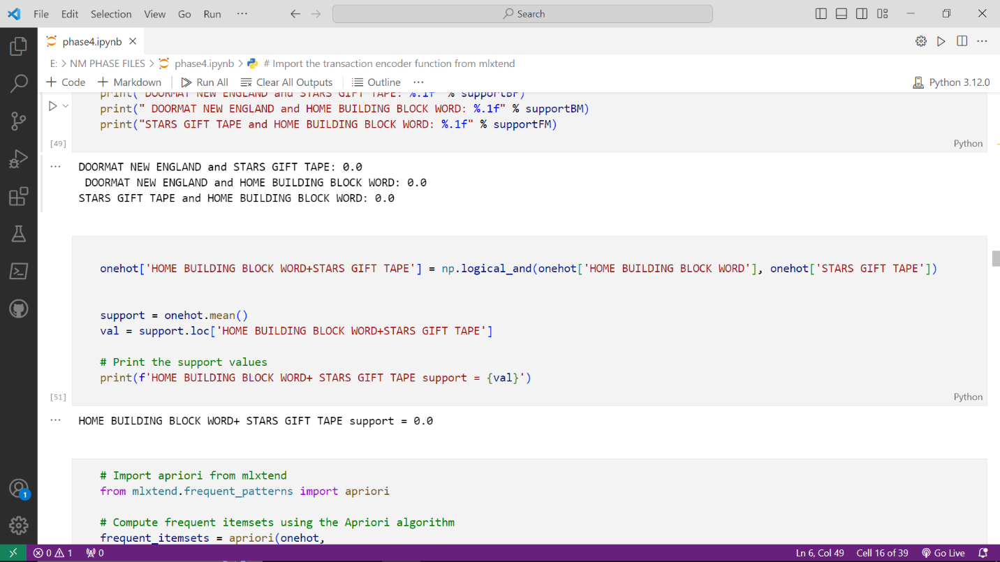 File Edit Selection View Go Run ··· Search
phase4.ipynb
E: > NM PHASE FILES > phase4.ipynb > # Import the transaction encoder function from mlxtend
+ Code + Markdown Run All Clear All Outputs Outline ··· Python 3.12.0
print(" DOORMAT NEW ENGLAND and STARS GIFT TAPE: %.1f" % supportBF)
print(" DOORMAT NEW ENGLAND and HOME BUILDING BLOCK WORD: %.1f" % supportBM)
print("STARS GIFT TAPE and HOME BUILDING BLOCK WORD: %.1f" % supportFM)
[49] Python
DOORMAT NEW ENGLAND and STARS GIFT TAPE: 0.0
DOORMAT NEW ENGLAND and HOME BUILDING BLOCK WORD: 0.0
STARS GIFT TAPE and HOME BUILDING BLOCK WORD: 0.0
onehot['HOME BUILDING BLOCK WORD+STARS GIFT TAPE'] = np.logical_and(onehot['HOME BUILDING BLOCK WORD'], onehot['STARS GIFT TAPE'])
support = onehot.mean()
val = support.loc['HOME BUILDING BLOCK WORD+STARS GIFT TAPE']
# Print the support values
print(f'HOME BUILDING BLOCK WORD+ STARS GIFT TAPE support = {val}')
[51] Python
HOME BUILDING BLOCK WORD+ STARS GIFT TAPE support = 0.0
# Import apriori from mlxtend
from mlxtend.frequent_patterns import apriori
# Compute frequent itemsets using the Apriori algorithm
frequent_itemsets = apriori(onehot,
1
0 1 0 Ln 6, Col 49 Cell 16 of 39 Go Live